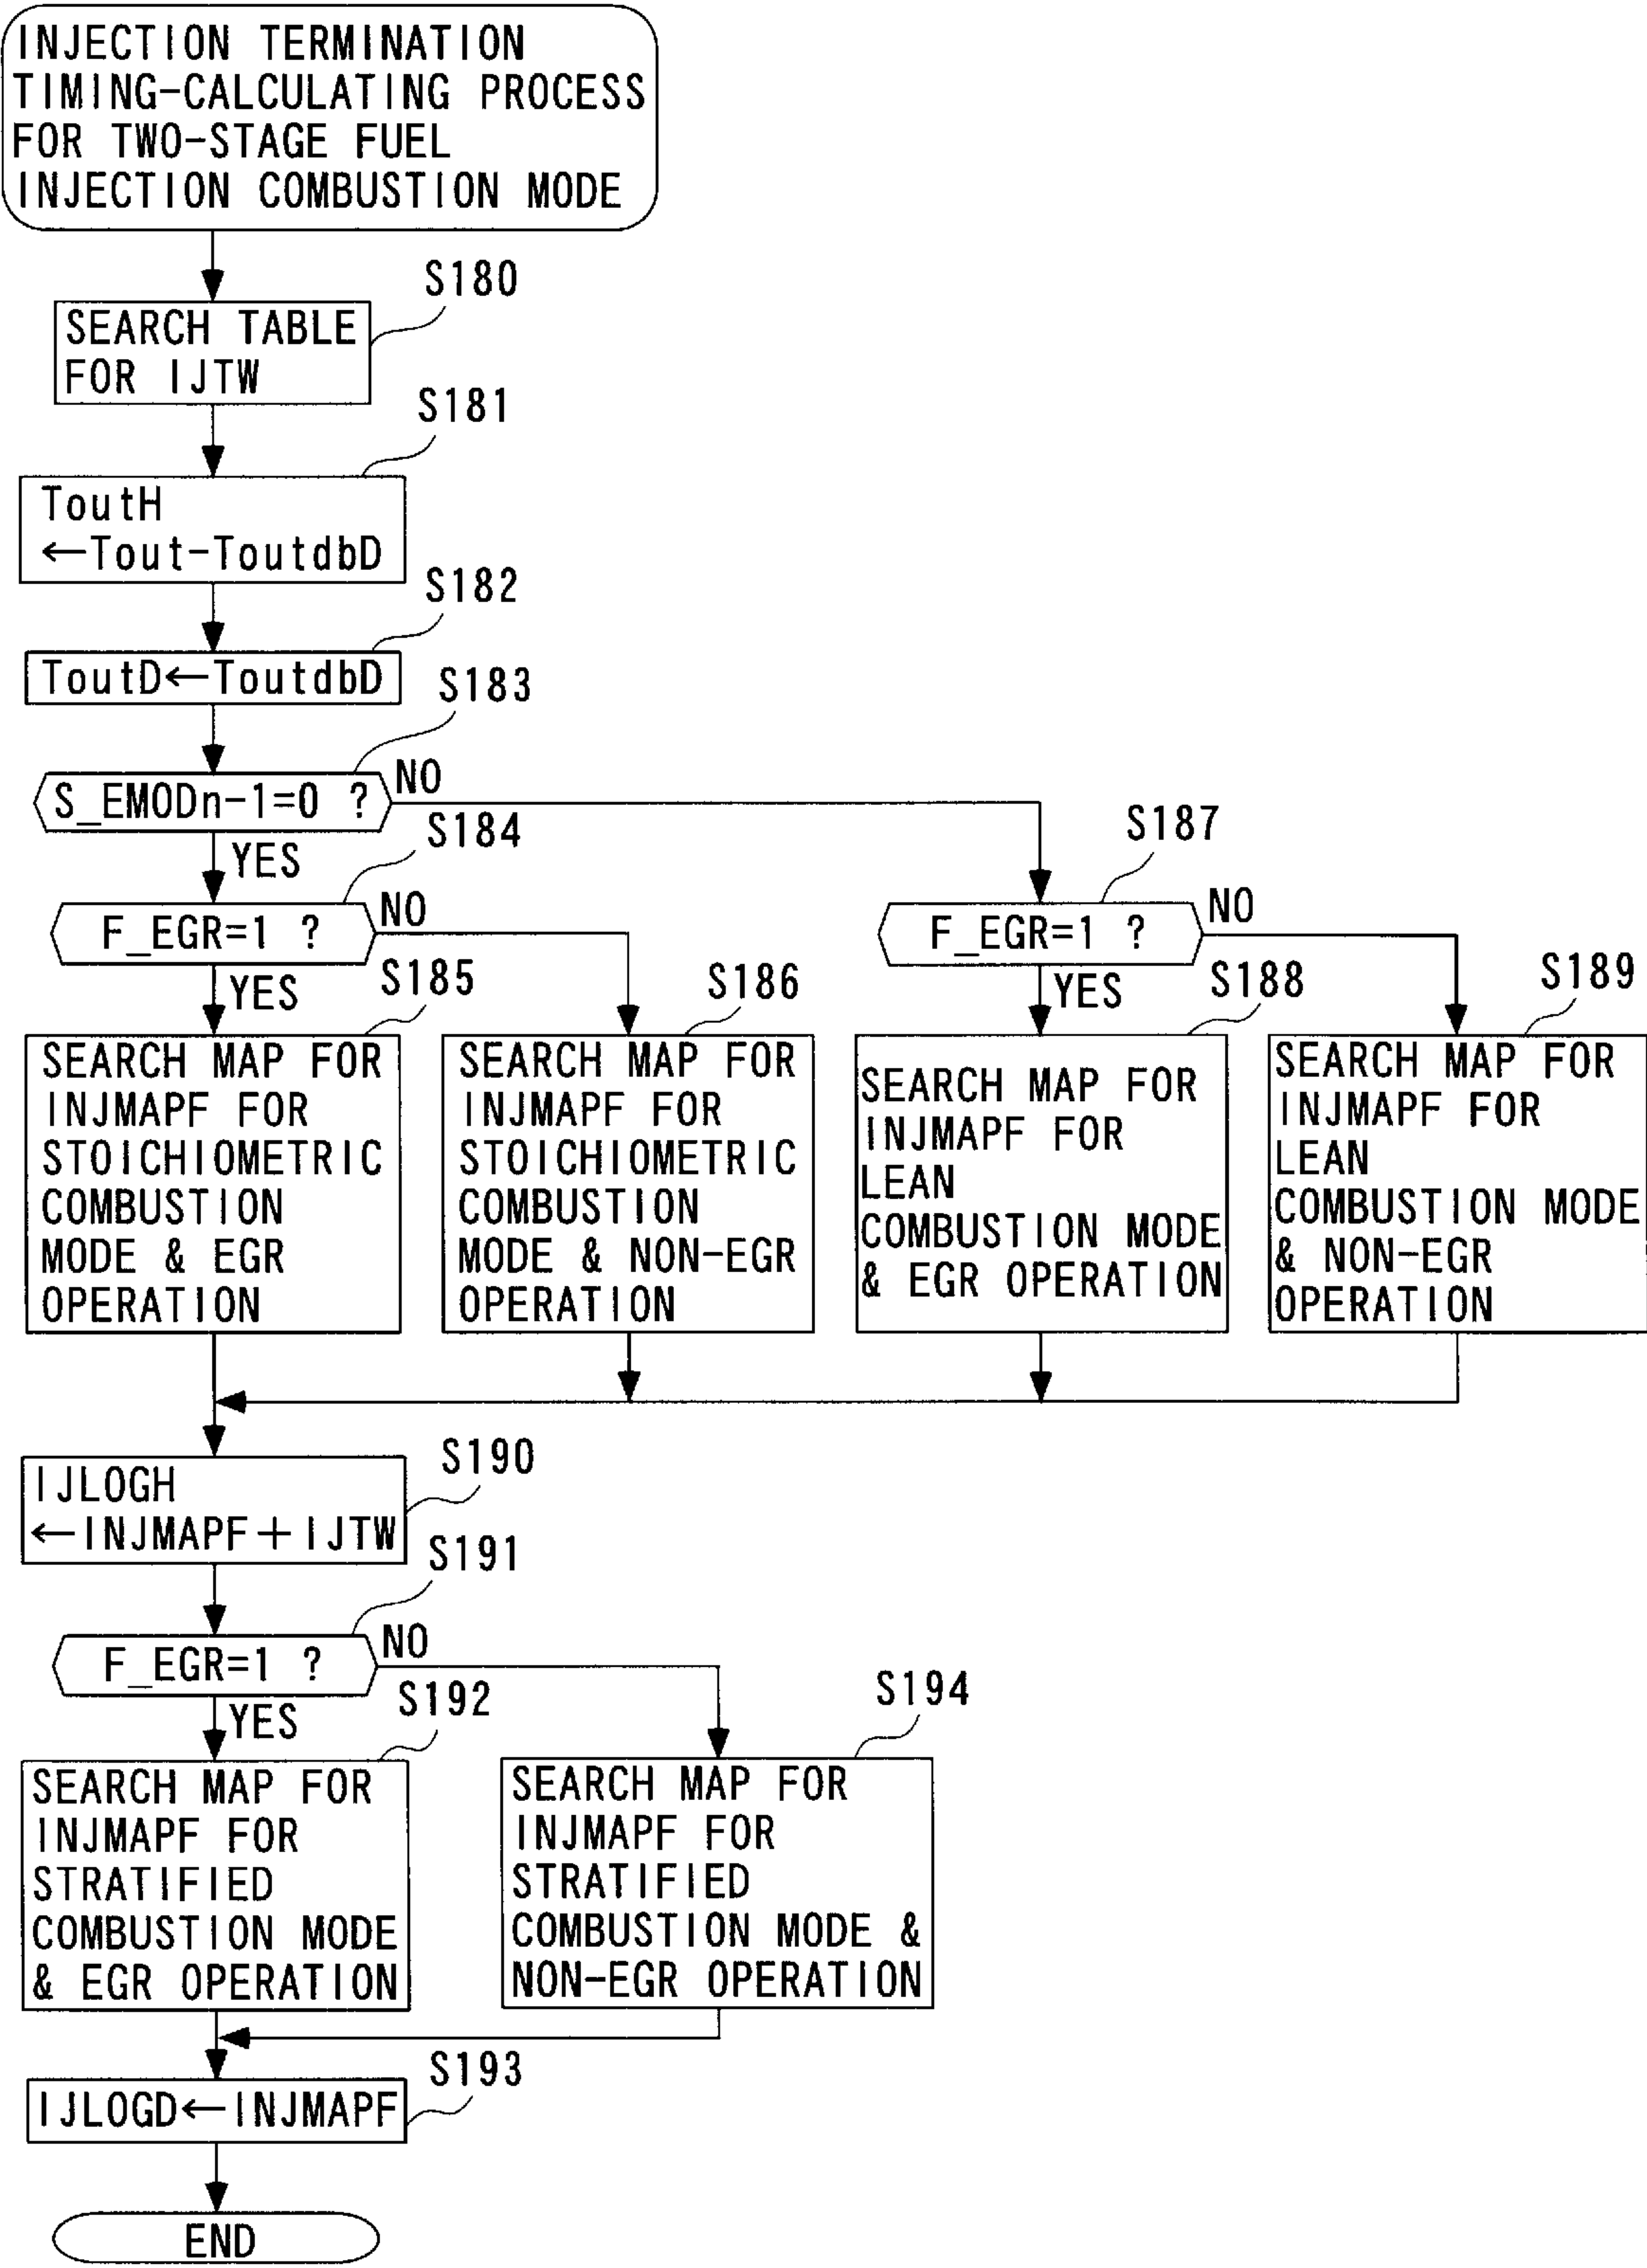 INJECTION TERMINATION
TIMING-CALCULATING PROCESS
FOR TWO-STAGE FUEL
INJECTION COMBUSTION MODE
S180
SEARCH TABLE
FOR IJTW
S181
ToutH
←Tout-ToutdbD
S182
ToutD←ToutdbD
S183
S_EMODn-1=0 ?
NO
YES
S184
F_EGR=1 ?
NO
YES
S187
F_EGR=1 ?
NO
YES
S185
SEARCH MAP FOR
INJMAPF FOR
STOICHIOMETRIC
COMBUSTION
MODE & EGR
OPERATION
S186
SEARCH MAP FOR
INJMAPF FOR
STOICHIOMETRIC
COMBUSTION
MODE & NON-EGR
OPERATION
S188
SEARCH MAP FOR
INJMAPF FOR
LEAN
COMBUSTION MODE
& EGR OPERATION
S189
SEARCH MAP FOR
INJMAPF FOR
LEAN
COMBUSTION MODE
& NON-EGR
OPERATION
S190
IJLOGH
←INJMAPF+IJTW
S191
F_EGR=1 ?
NO
YES
S192
SEARCH MAP FOR
INJMAPF FOR
STRATIFIED
COMBUSTION MODE
& EGR OPERATION
S194
SEARCH MAP FOR
INJMAPF FOR
STRATIFIED
COMBUSTION MODE &
NON-EGR OPERATION
S193
IJLOGD←INJMAPF
END